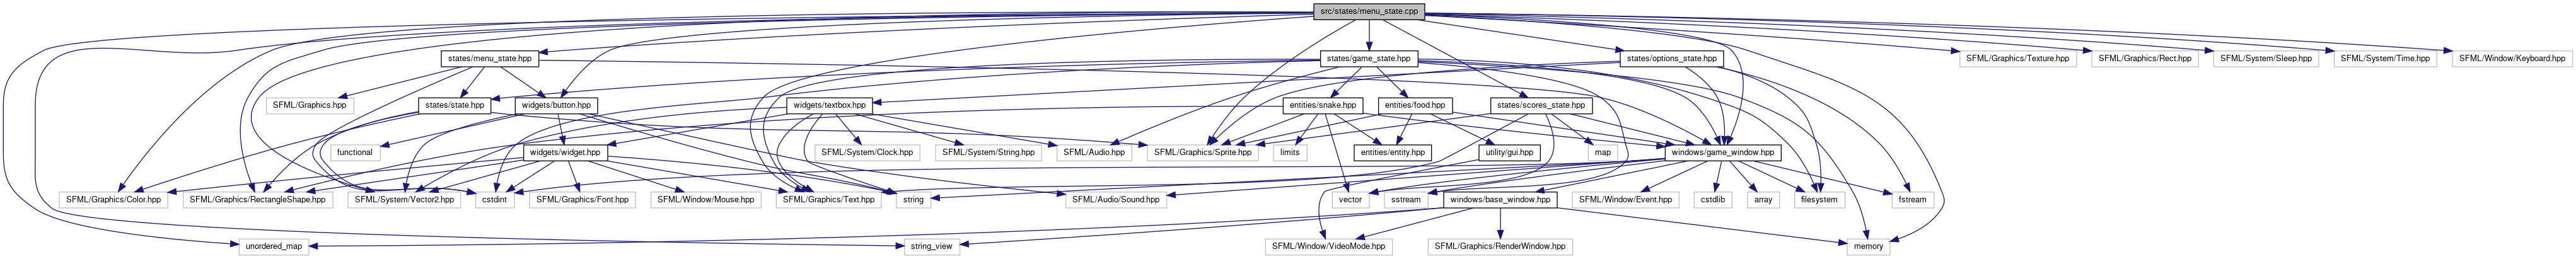 src/states/menu_state.cpp
states/menu_state.hpp
states/game_state.hpp
states/options_state.hpp
SFML/Graphics/Texture.hpp
SFML/Graphics/Rect.hpp
SFML/System/Sleep.hpp
SFML/System/Time.hpp
SFML/Window/Keyboard.hpp
SFML/Graphics.hpp
states/state.hpp
widgets/button.hpp
widgets/textbox.hpp
entities/snake.hpp
entities/food.hpp
states/scores_state.hpp
functional
widgets/widget.hpp
SFML/System/Clock.hpp
SFML/System/String.hpp
SFML/Audio.hpp
SFML/Graphics/Sprite.hpp
limits
entities/entity.hpp
utility/gui.hpp
map
windows/game_window.hpp
SFML/Graphics/Color.hpp
SFML/Graphics/RectangleShape.hpp
SFML/System/Vector2.hpp
cstdint
SFML/Graphics/Font.hpp
SFML/Window/Mouse.hpp
SFML/Graphics/Text.hpp
string
SFML/Audio/Sound.hpp
vector
sstream
windows/base_window.hpp
SFML/Window/Event.hpp
cstdlib
array
filesystem
fstream
unordered_map
string_view
SFML/Window/VideoMode.hpp
SFML/Graphics/RenderWindow.hpp
memory